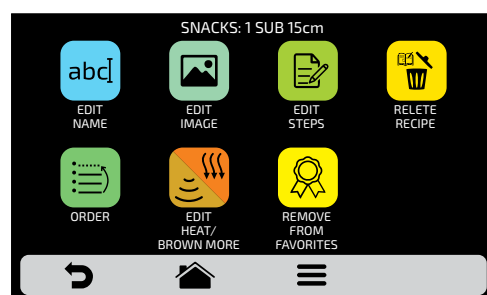 SNACKS: 1 SUB 15cm
abc
EDIT
NAME
EDIT
IMAGE
EDIT
STEPS
RELETE
RECIPE
ORDER
EDIT
HEAT/
BROWN MORE
REMOVE
FROM
FAVORITES